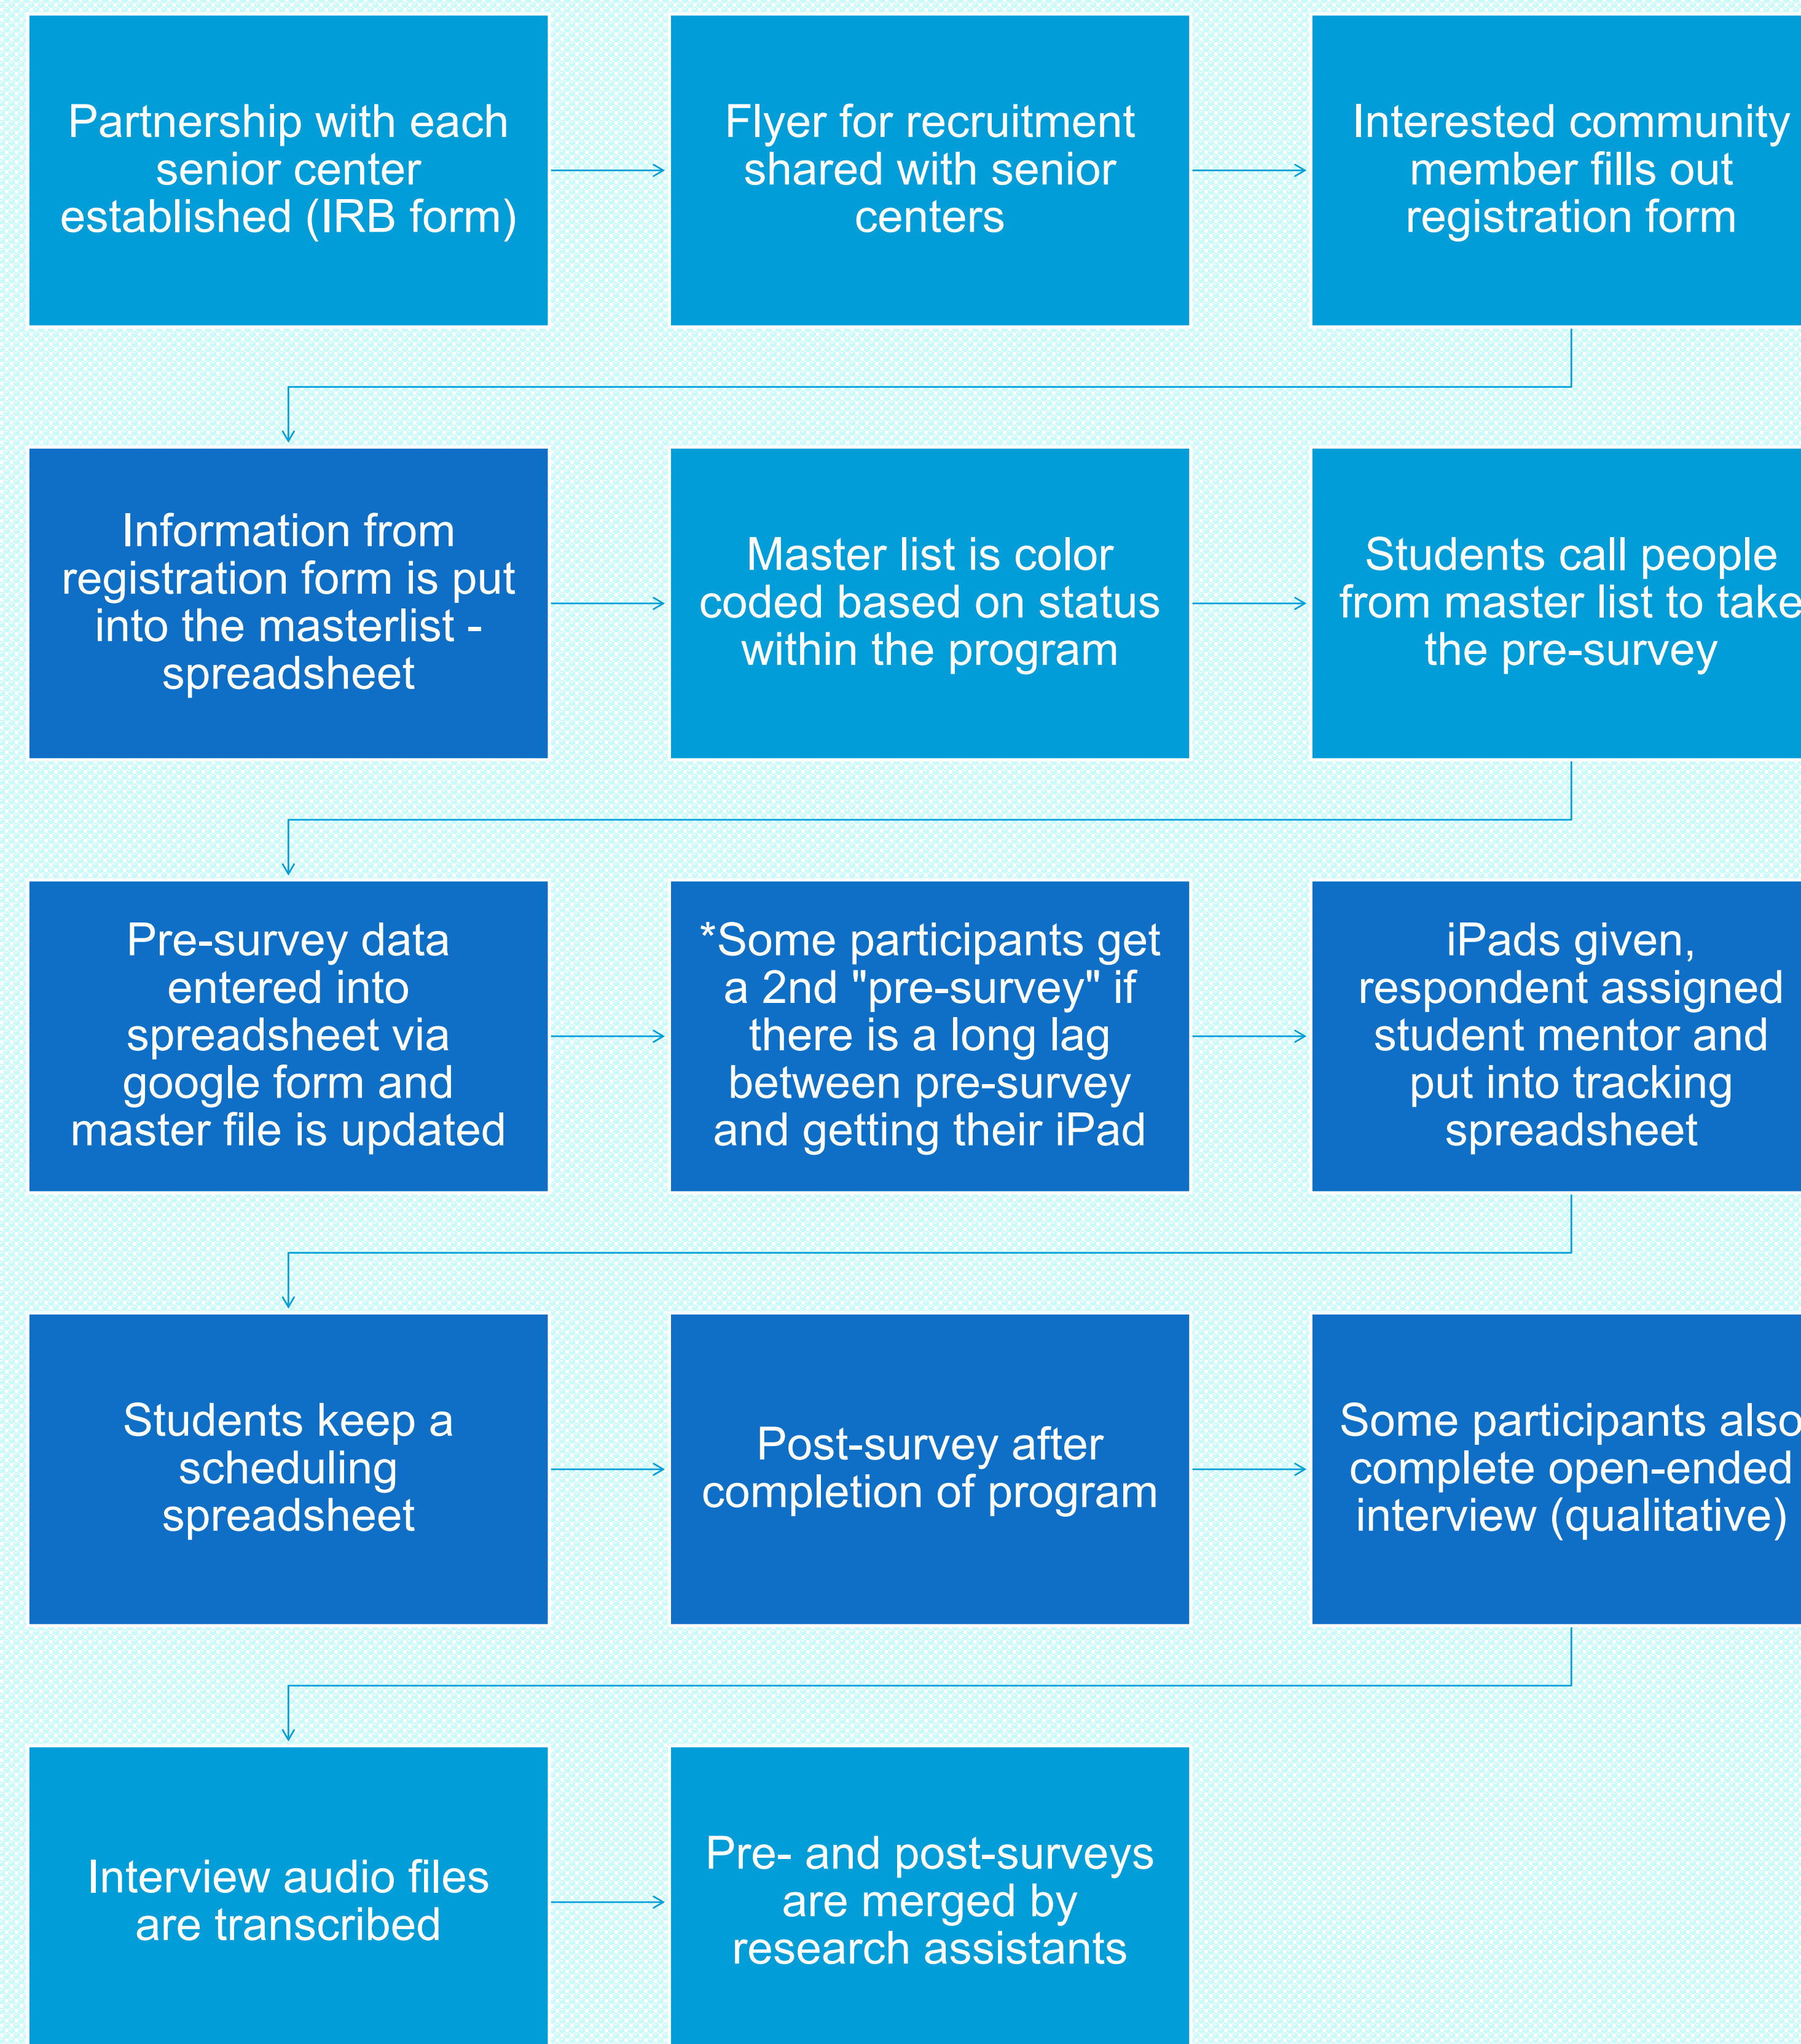 Partnership with each
senior center
established (IRB form)
Flyer for recruitment
shared with senior
centers
Interested community
member fills out
registration form
Information from
registration form is put
into the masterlist -
spreadsheet
Master list is color
coded based on status
within the program
Students call people
from master list to take
the pre-survey
Pre-survey data
entered into
spreadsheet via
google form and
master file is updated
*Some participants get
a 2nd "pre-survey" if
there is a long lag
between pre-survey
and getting their iPad
iPads given,
respondent assigned
student mentor and
put into tracking
spreadsheet
Students keep a
scheduling
spreadsheet
Post-survey after
completion of program
Some participants also
complete open-ended
interview (qualitative)
Interview audio files
are transcribed
Pre- and post-surveys
are merged by
research assistants